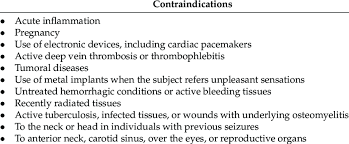 Contraindications
• Acute inflammation
• Pregnancy
• Use of electronic devices, including cardiac pacemakers
• Active deep vein thrombosis or thrombophlebitis
• Tumoral diseases
• Use of metal implants when the subject refers unpleasant sensations
• Untreated hemorrhagic conditions or active bleeding tissues
• Recently radiated tissues
• Active tuberculosis, infected tissues, or wounds with underlying osteomyelitis
• To the neck or head in individuals with previous seizures
• To anterior neck, carotid sinus, over the eyes, or reproductive organs